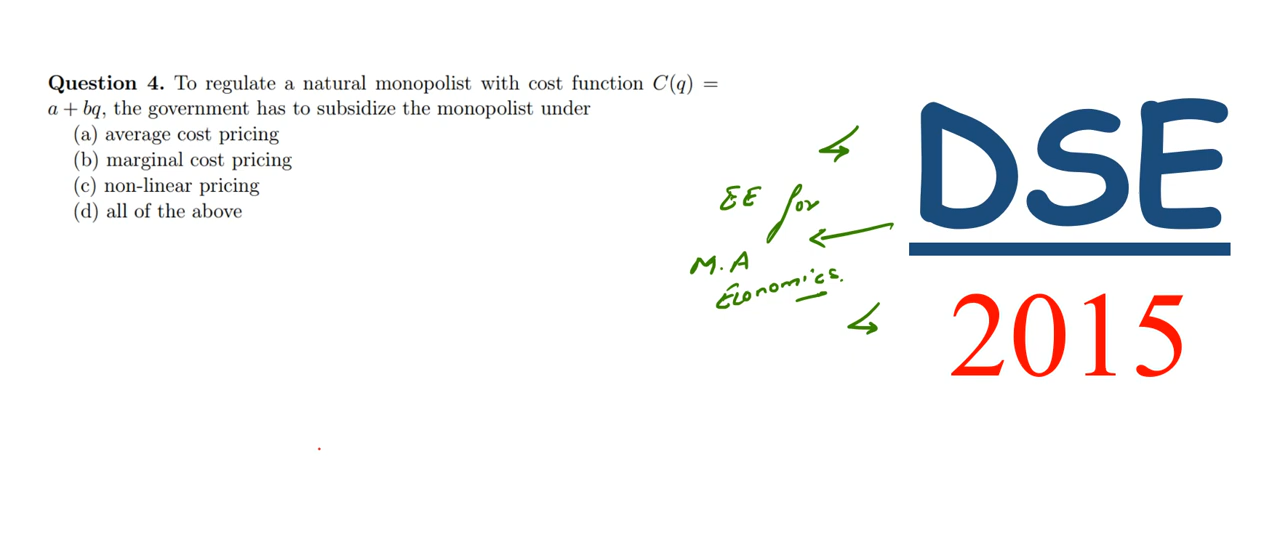 Question 4. To regulate a natural monopolist with cost function C(q) =
a + bq, the government has to subsidize the monopolist under
(a) average cost pricing
(b) marginal cost pricing
(c) non-linear pricing
(d) all of the above
EE for
M.A
Economics.
DSE
2015